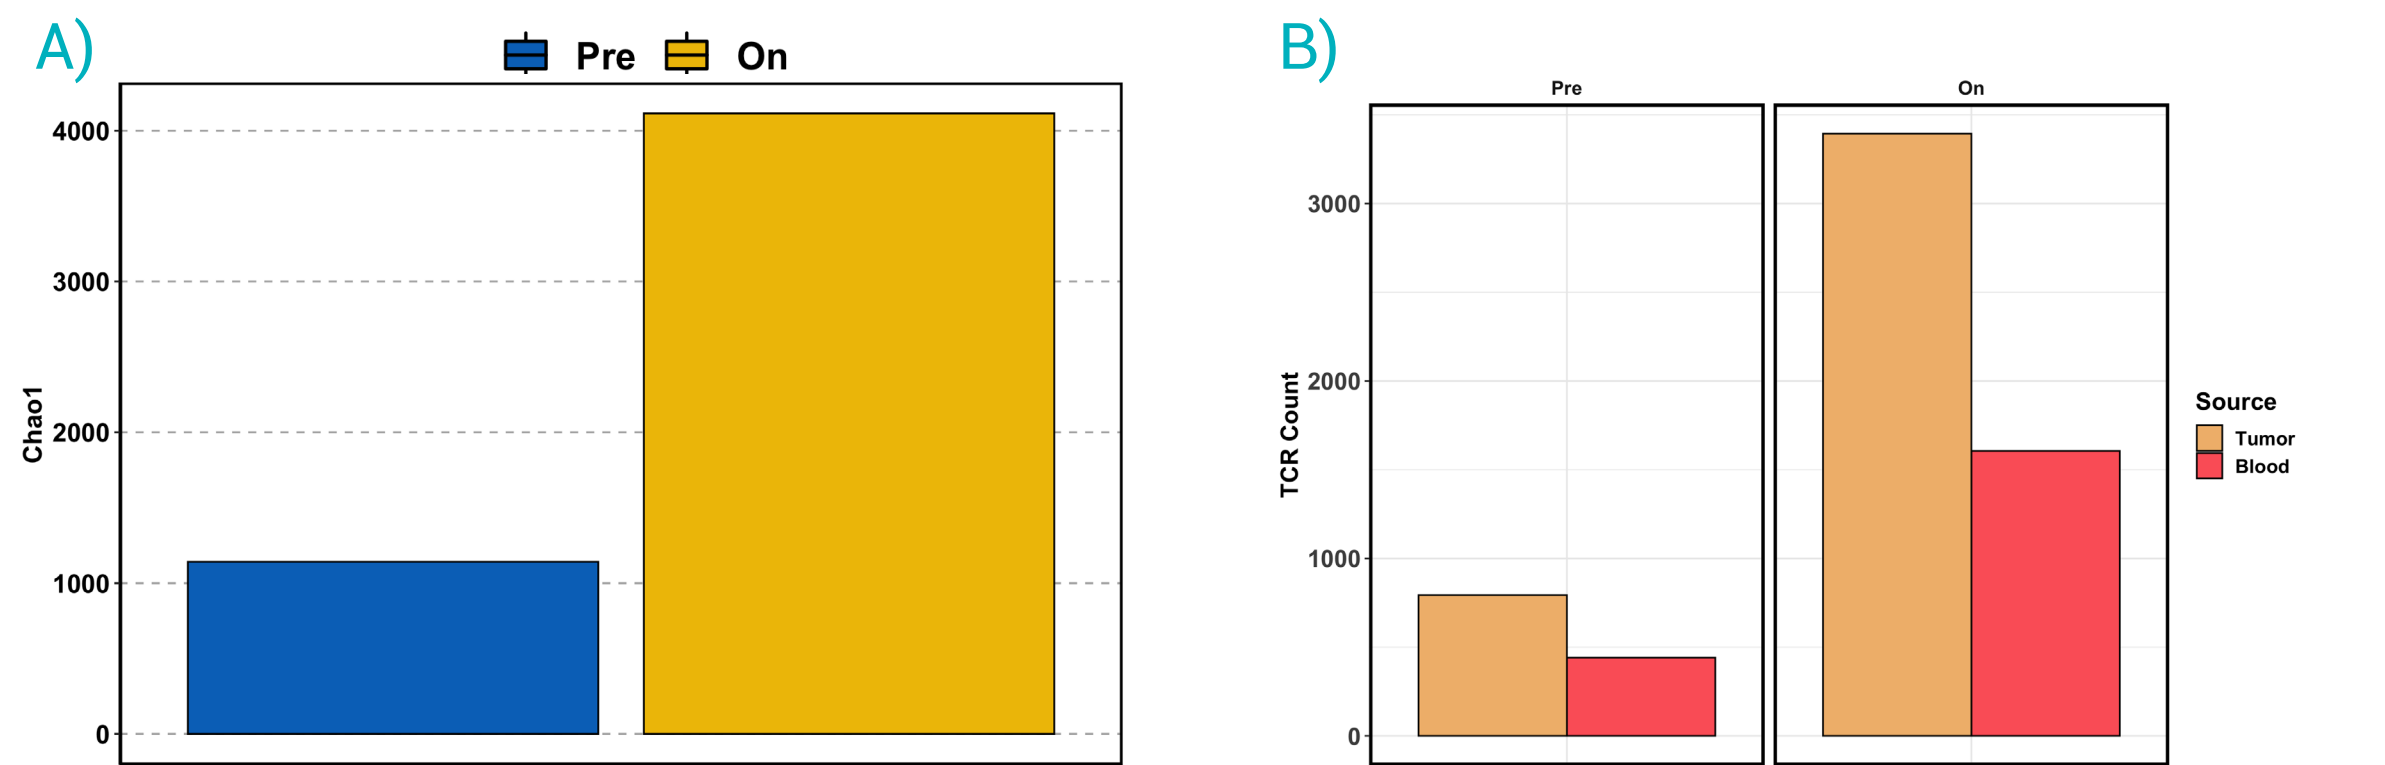 A)
Pre On
4000
3000
2000
1000
0
Chao1
B)
Pre
On
3000
2000
1000
0
TCR Count
Source
Tumor
Blood